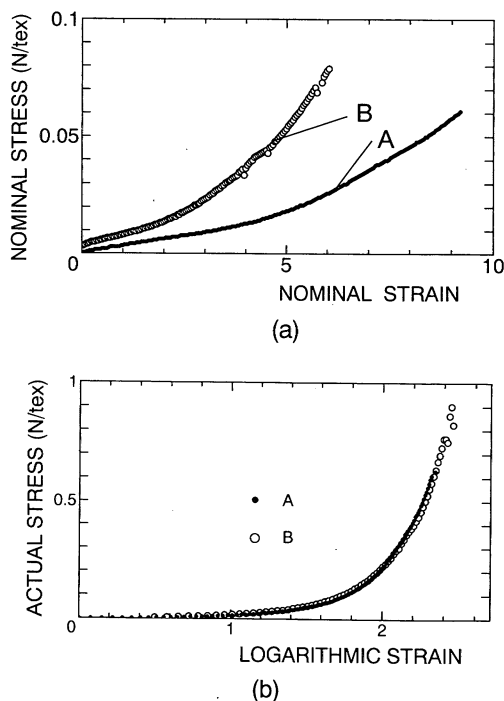 0.1
NOMINAL STRESS (N/tex)
B
A
0.05
0
5
10
NOMINAL STRAIN
(a)
1
ACTUAL STRESS (N/tex)
A
0.5
B
0
1
2
LOGARITHMIC STRAIN
(b)